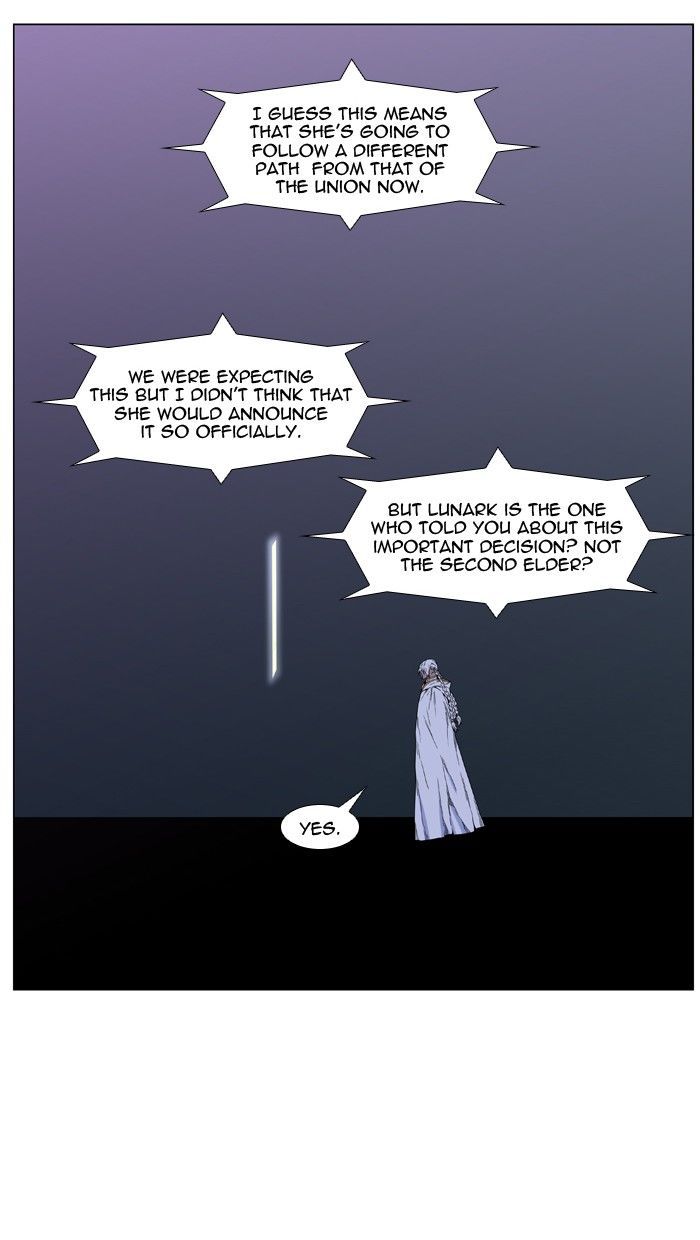 I GUESS THIS MEANS
THAT SHE'S GOING TO
FOLLOW A DIFFERENT
PATH FROM THAT OF
THE UNION NOW.
WE WERE EXPECTING
THIS BUT I DIDN'T THINK THAT
SHE WOULD ANNOUNCE
IT SO OFFICIALLY.
BUT LUNARK IS THE ONE
WHO TOLD YOU ABOUT THIS
IMPORTANT DECISION? NOT
THE SECOND ELDER?
YES.